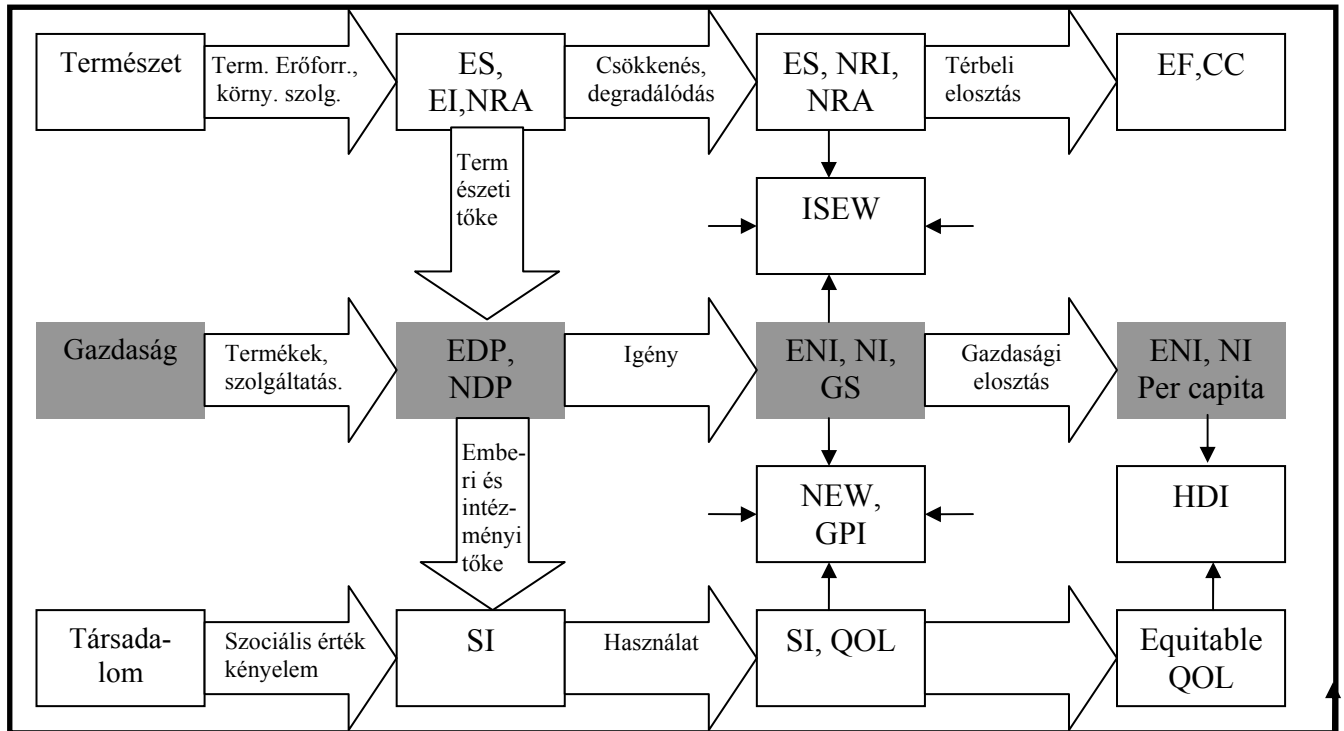 Természet
Term. Erőforr.,
körny. szolg.
ES,
EI,NRA
Csökkenés,
degradálódás
ES, NRI,
NRA
Térbeli
elosztás
EF,CC
Term
észeti
tőke
ISEW
Gazdaság
Termékek,
szolgáltatás.
EDP,
NDP
Igény
ENI, NI,
GS
Gazdasági
elosztás
ENI, NI
Per capita
Embe-
ri és
intéz-
ményi
tőke
NEW,
GPI
HDI
Társada-
lom
Szociális érték
kényelem
SI
Használat
SI, QOL
Equitable
QOL